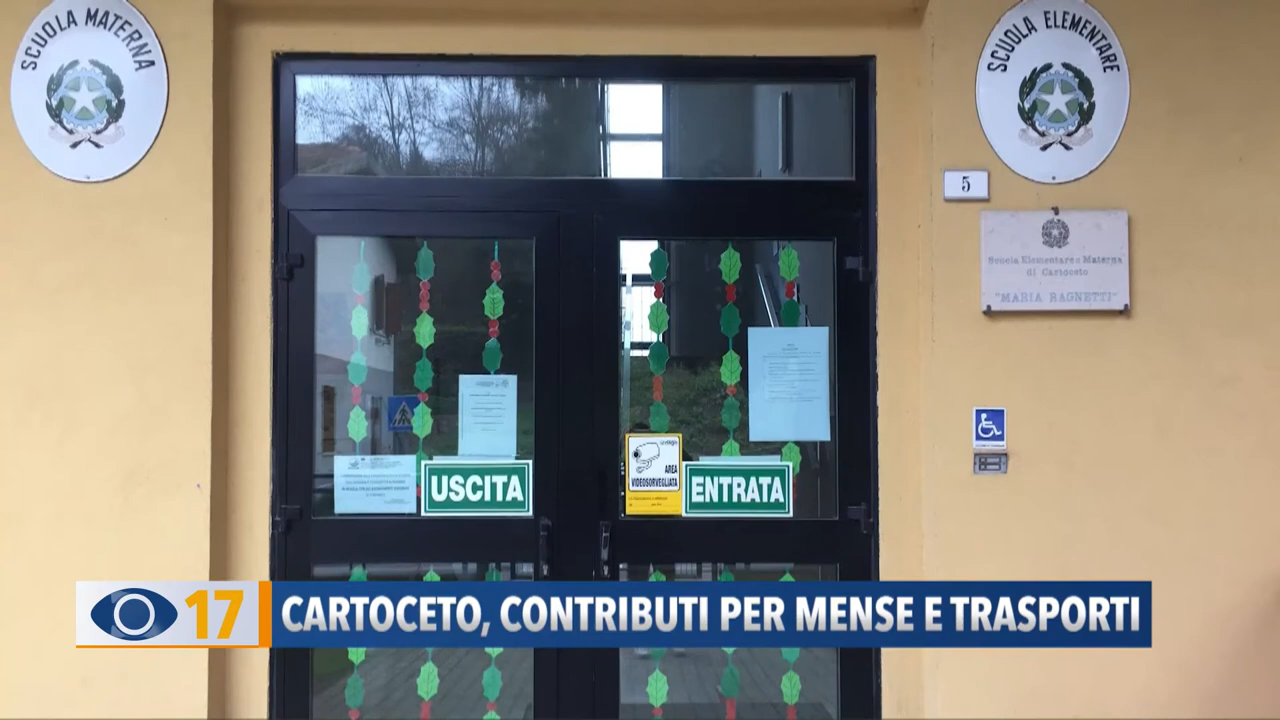 SCUOLA MATERNA
SCUOLA ELEMENTARE
5
Scuola Elementare e Materna
di Cartoceto
"MARIA RAGNETTI"
USCITA
AREA
VIDEOSORVEGLIATA
ENTRATA
17
CARTOCETO, CONTRIBUTI PER MENSE E TRASPORTI